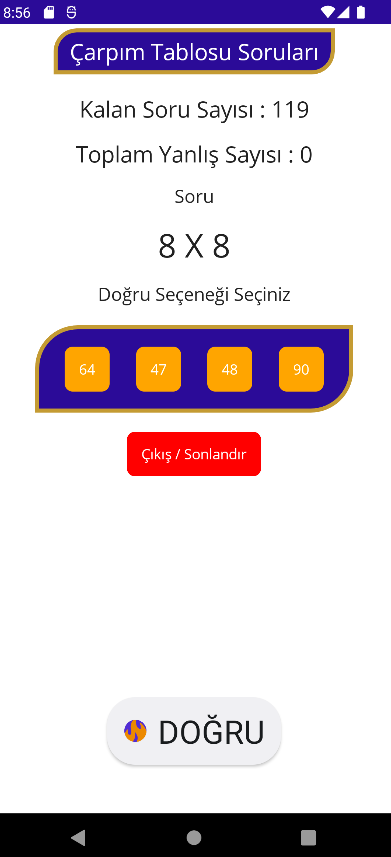 8:56
Çarpım Tablosu Soruları
Kalan Soru Sayısı : 119
Toplam Yanlış Sayısı : 0
Soru
8 X 8
Doğru Seçeneği Seçiniz
64 47 48 90
Çıkış / Sonlandır
DOĞRU